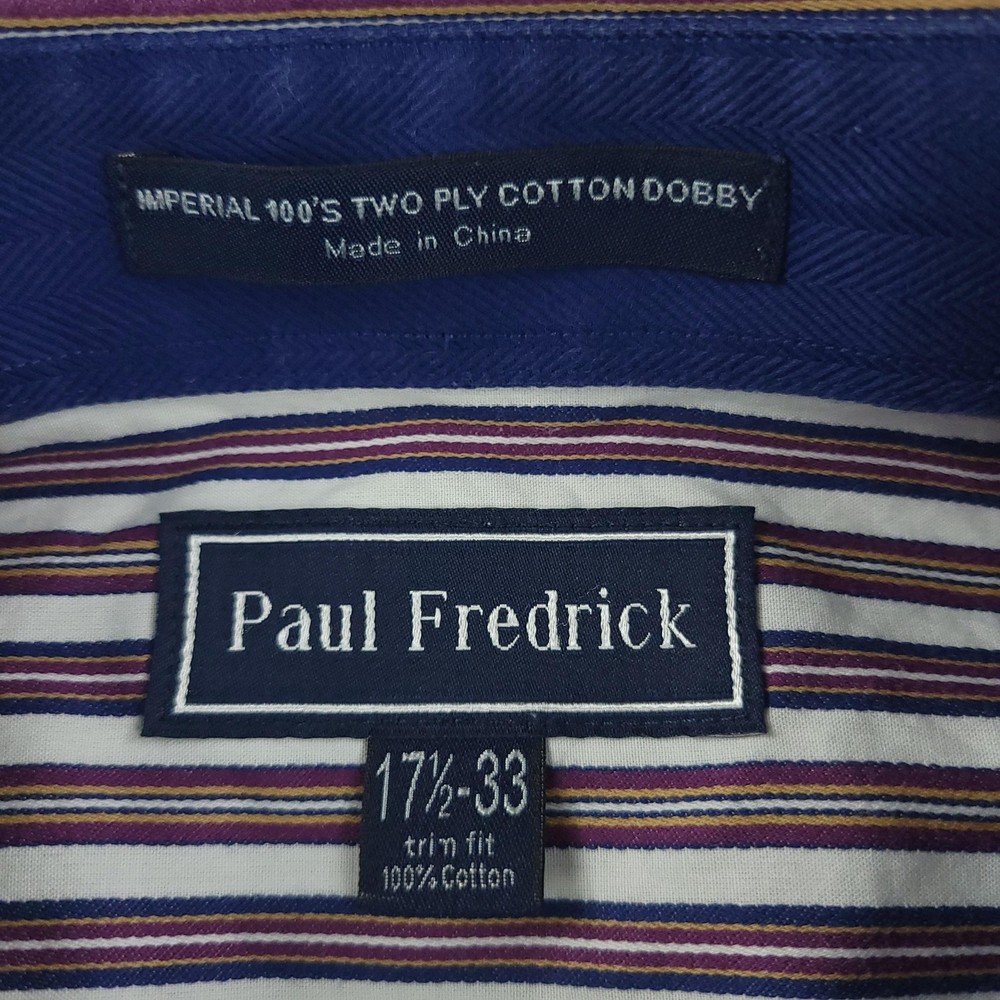 IMPERIAL 100'S TWO PLY COTTON DOBBY
Made in China
Paul Fredrick
17½-33
trim fit
100% Cotton